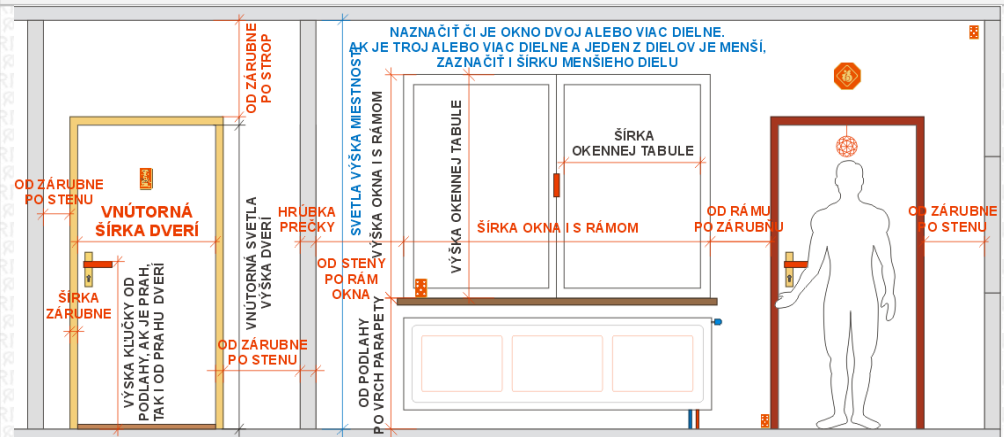 NAZNAČIŤ ČI JE OKNO DVOJ ALEBO VIAC DIELNE.
AK JE TROJ ALEBO VIAC DIELNE A JEDEN Z DIELOV JE MENŠÍ,
ZAZNAČIŤ I ŠÍRKU MENŠIEHO DIELU
OD ZÁRUBNE
PO STROP
SVETLA VÝŠKA MIESTNOSTI
VÝŠKA OKNA I S RÁMOM
VÝŠKA OKENNEJ TABULE
ŠÍRKA
OKENNEJ TABULE
OD ZÁRUBNE
PO STENU
VNÚTORNÁ
ŠÍRKA DVERÍ
VNÚTORNÁ SVETLA
VÝŠKA DVERÍ
HRÚBKA
PREČKY
ŠÍRKA OKNA I S RÁMOM
OD RÁMU
PO ZÁRUBŇU
OD ZÁRUBNE
PO STENU
OD STENY
PO RÁM
OKNA
ŠÍRKA
ZÁRUBNE
VÝSKA KLUČKY OD
PODLAHY, AK JE PRAH,
TAK I OD PRAHU DVERÍ
OD ZÁRUBNE
PO STENU
OD PODLAHY
PO VRCH PARAPETY